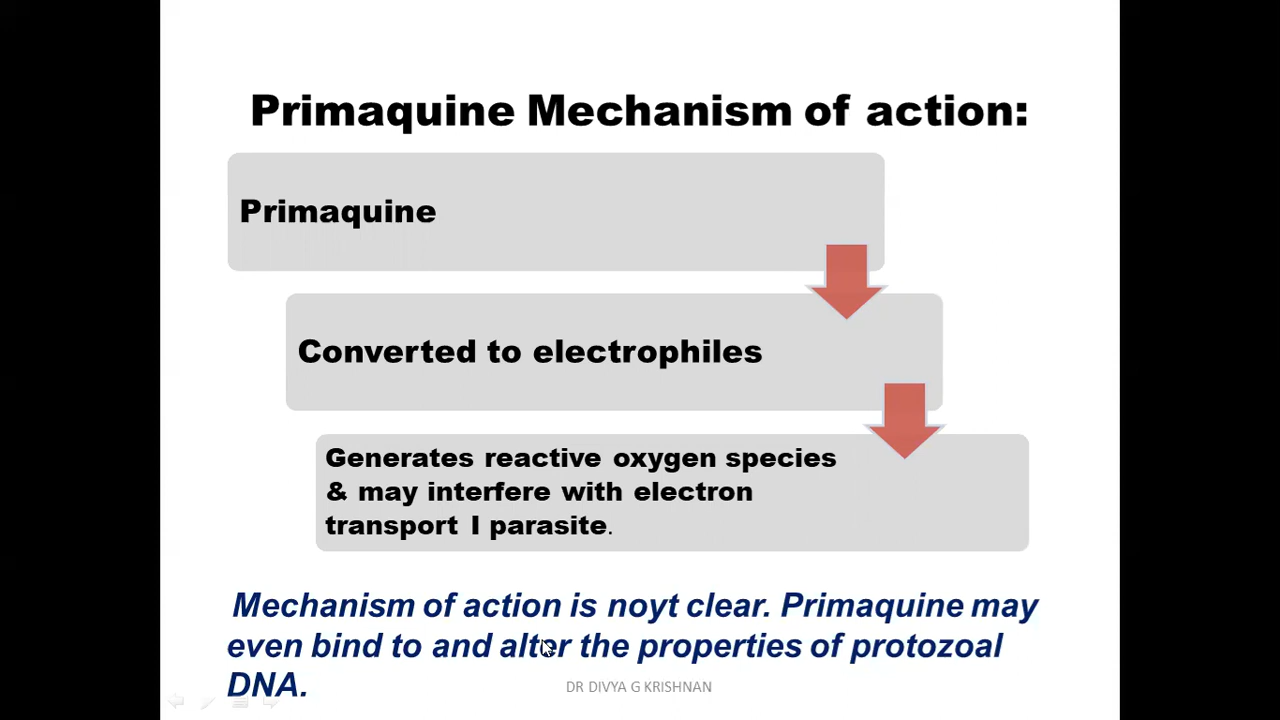 Primaquine Mechanism of action:
Primaquine
Converted to electrophiles
Generates reactive oxygen species
& may interfere with electron
transport I parasite.
Mechanism of action is noyt clear. Primaquine may
even bind to and alter the properties of protozoal
DNA.
DR DIVYA G KRISHNAN